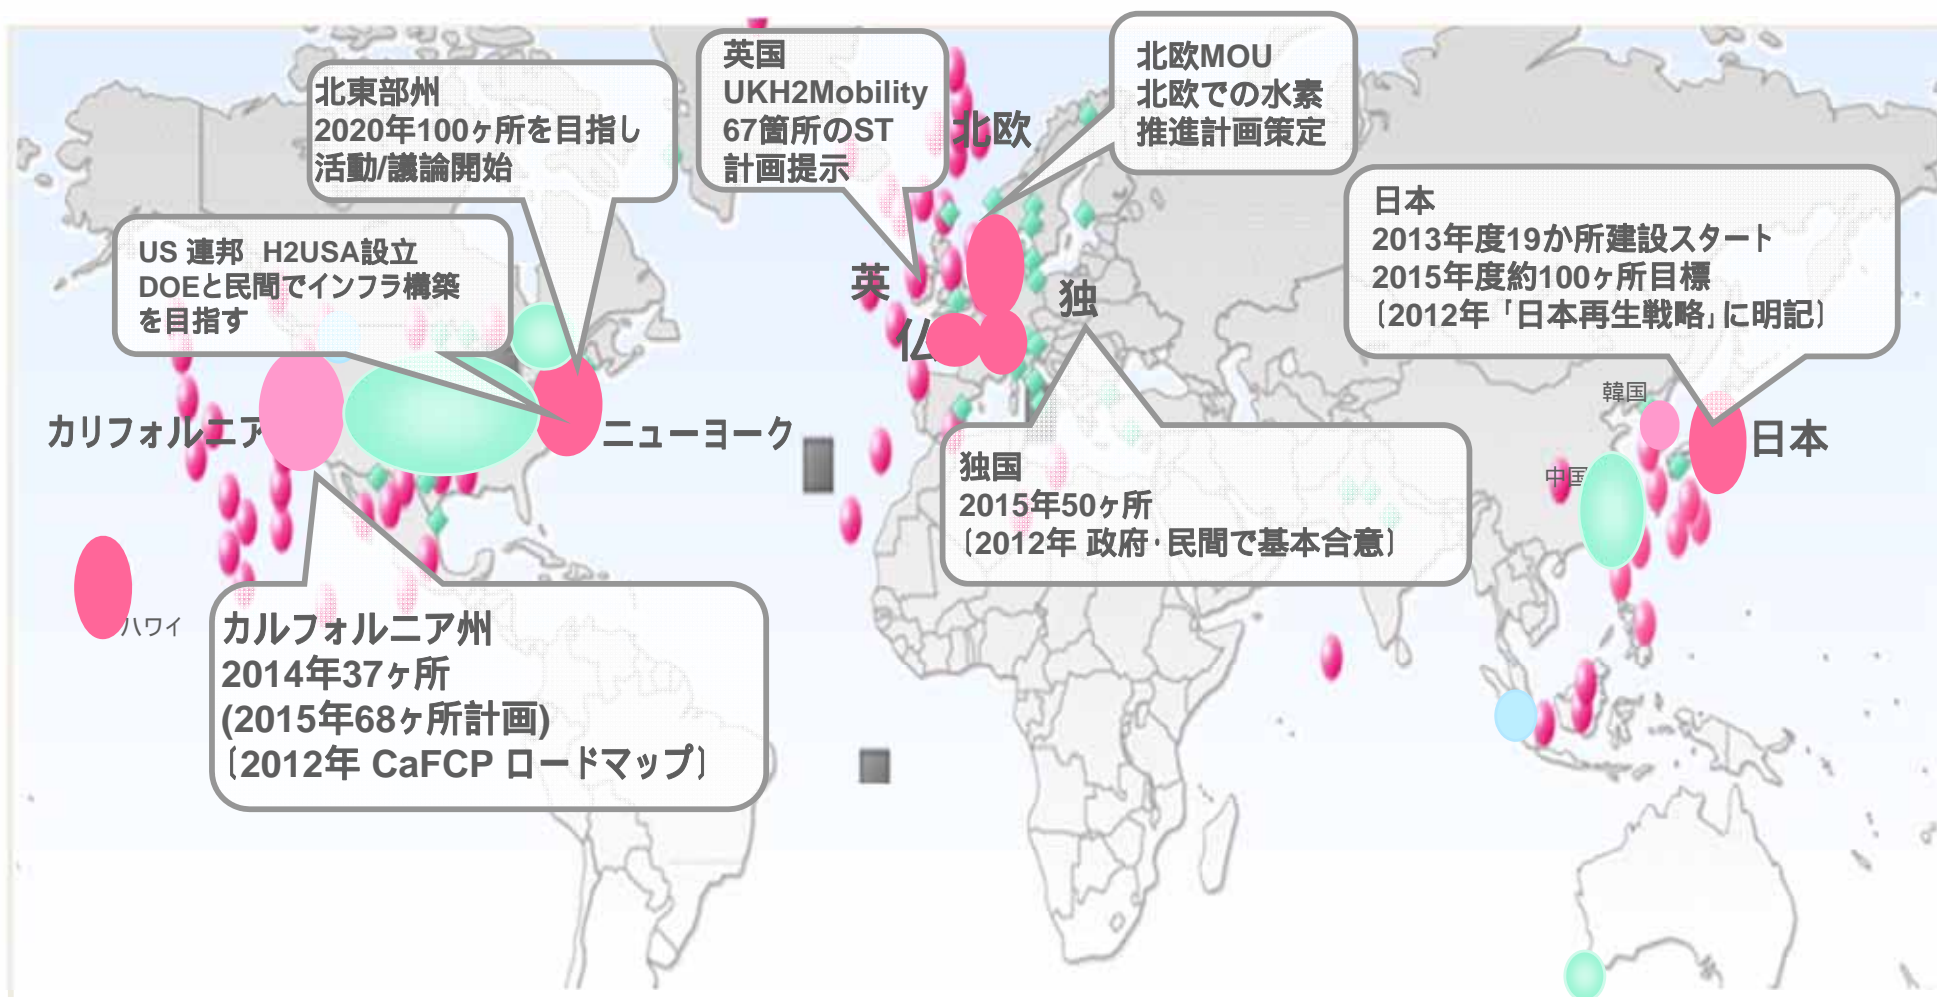 北東部州
2020年100ヶ所を目指し
活動/議論開始
英国
UKH2Mobility
67箇所のST
計画提示
北欧MOU
北欧での水素
推進計画策定
北欧
US 連邦 H2USA設立
DOEと民間でインフラ構築
を目指す
日本
2013年度19か所建設スタート
2015年度約100ヶ所目標
〔2012年「日本再生戦略」に明記〕
英
独
仏
韓国
カリフォルニア
ニューヨーク
日本
中国
独国
2015年50ヶ所
〔2012年 政府・民間で基本合意〕
ハワイ
カルフォルニア州
2014年37ヶ所
(2015年68ヶ所計画)
〔2012年 CaFCP ロードマップ〕